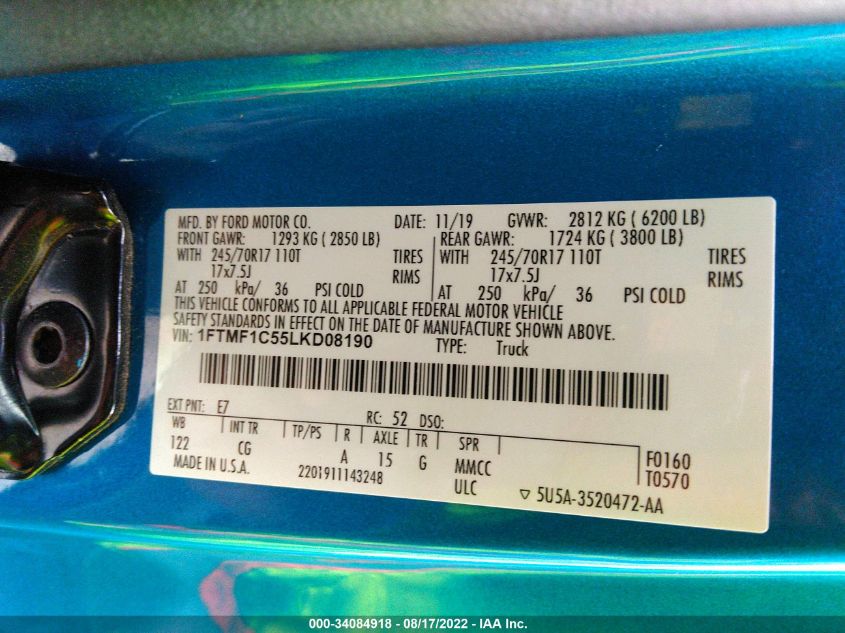 MFD. BY FORD MOTOR CO. DATE: 11/19 GVWR: 2812 KG ( 6200 LB)
FRONT GAWR: 1293 KG ( 2850 LB) REAR GAWR: 1724 KG ( 3800 LB)
WITH 245/70R17 110T TIRES WITH 245/70R17 110T TIRES
17x7.5J RIMS 17x7.5J RIMS
AT 250 kPa/ 36 PSI COLD AT 250 kPa/ 36 PSI COLD
THIS VEHICLE CONFORMS TO ALL APPLICABLE FEDERAL MOTOR VEHICLE
SAFETY STANDARDS IN EFFECT ON THE DATE OF MANUFACTURE SHOWN ABOVE.
VIN: 1FTMF1C55LKD08190 TYPE: Truck
EXT PNT: E7 RC: 52 DSO:
WB INT TR TP/PS R AXLE TR SPR
122 CG A 15 G MMCC F0160
MADE IN U.S.A. 2201911143248 ULC T0570
▽ 5U5A-3520472-AA
000-34084918 - 08/17/2022 - IAA Inc.